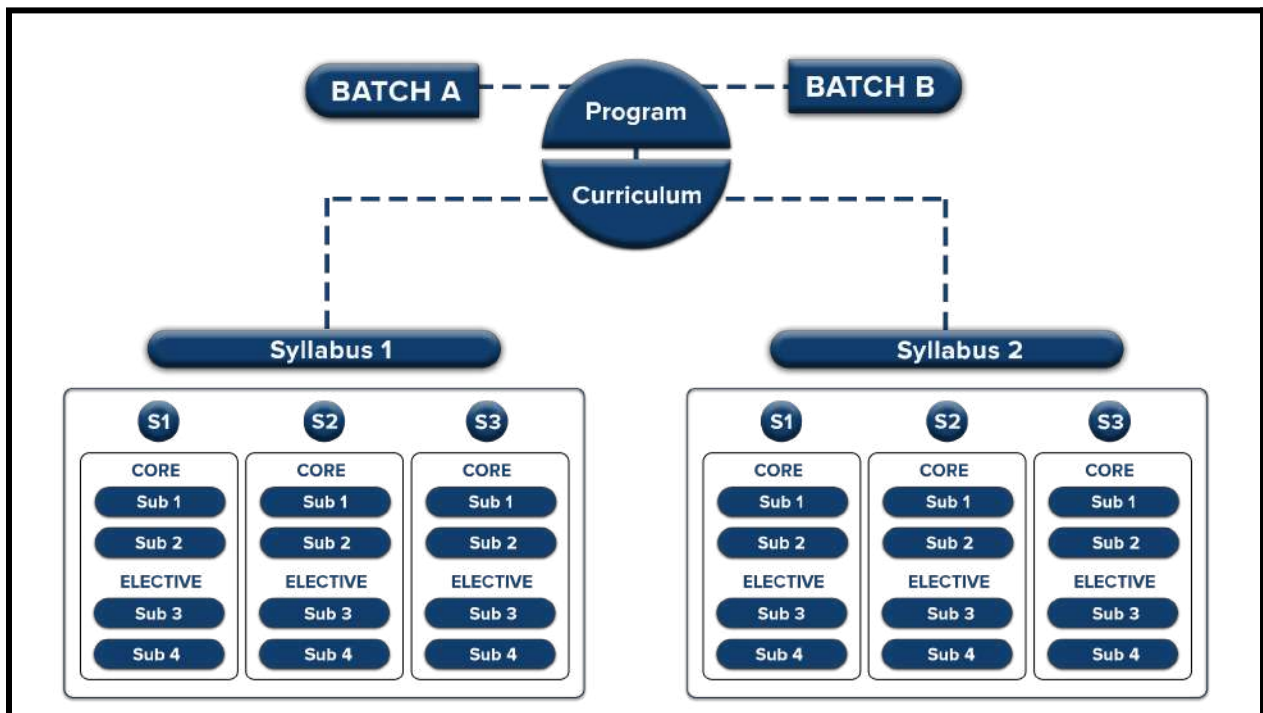 BATCH A
BATCH B
Program
Curriculum
Syllabus 1
S1
S2
S3
CORE
CORE
CORE
Sub 1
Sub 1
Sub 1
Sub 2
Sub 2
Sub 2
ELECTIVE
ELECTIVE
ELECTIVE
Sub 3
Sub 3
Sub 3
Sub 4
Sub 4
Sub 4
Syllabus 2
S1
S2
S3
CORE
CORE
CORE
Sub 1
Sub 1
Sub 1
Sub 2
Sub 2
Sub 2
ELECTIVE
ELECTIVE
ELECTIVE
Sub 3
Sub 3
Sub 3
Sub 4
Sub 4
Sub 4